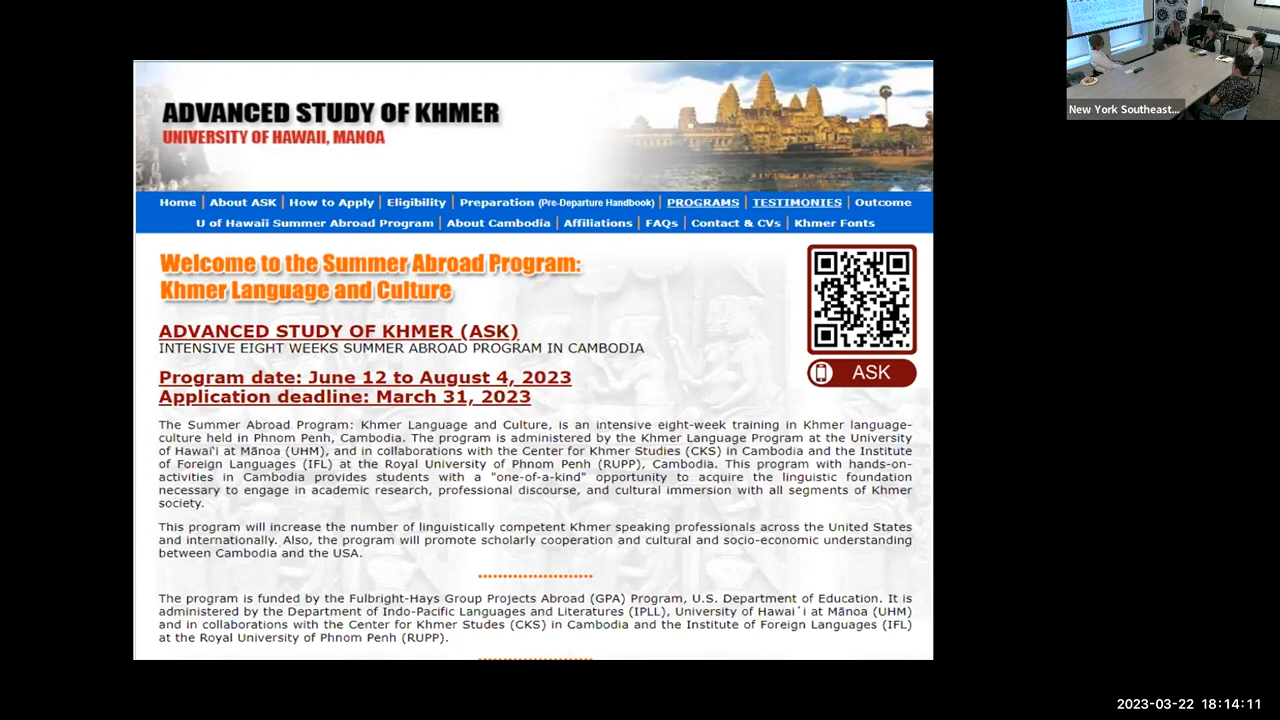 ADVANCED STUDY OF KHMER
UNIVERSITY OF HAWAII, MANOA
Home | About ASK | How to Apply | Eligibility | Preparation (Pre-Departure Handbook) | PROGRAMS | TESTIMONIES | Outcome
U of Hawaii Summer Abroad Program | About Cambodia | Affiliations | FAQs | Contact & CVs | Khmer Fonts
Welcome to the Summer Abroad Program:
Khmer Language and Culture
ADVANCED STUDY OF KHMER (ASK)
INTENSIVE EIGHT WEEKS SUMMER ABROAD PROGRAM IN CAMBODIA
Program date: June 12 to August 4, 2023
Application deadline: March 31, 2023
ASK
The Summer Abroad Program: Khmer Language and Culture, is an intensive eight-week training in Khmer language-
culture held in Phnom Penh, Cambodia. The program is administered by the Khmer Language Program at the University
of Hawai'i at Mānoa (UHM), and in collaborations with the Center for Khmer Studies (CKS) in Cambodia and the Institute
of Foreign Languages (IFL) at the Royal University of Phnom Penh (RUPP), Cambodia. This program with hands-on-
activities in Cambodia provides students with a "one-of-a-kind" opportunity to acquire the linguistic foundation
necessary to engage in academic research, professional discourse, and cultural immersion with all segments of Khmer
society.
This program will increase the number of linguistically competent Khmer speaking professionals across the United States
and internationally. Also, the program will promote scholarly cooperation and cultural and socio-economic understanding
between Cambodia and the USA.
The program is funded by the Fulbright-Hays Group Projects Abroad (GPA) Program, U.S. Department of Education. It is
administered by the Department of Indo-Pacific Languages and Literatures (IPLL), University of Hawai'i at Mānoa (UHM)
and in collaborations with the Center for Khmer Studes (CKS) in Cambodia and the Institute of Foreign Languages (IFL)
at the Royal University of Phnom Penh (RUPP).
New York Southeast...
2023-03-22 18:14:11